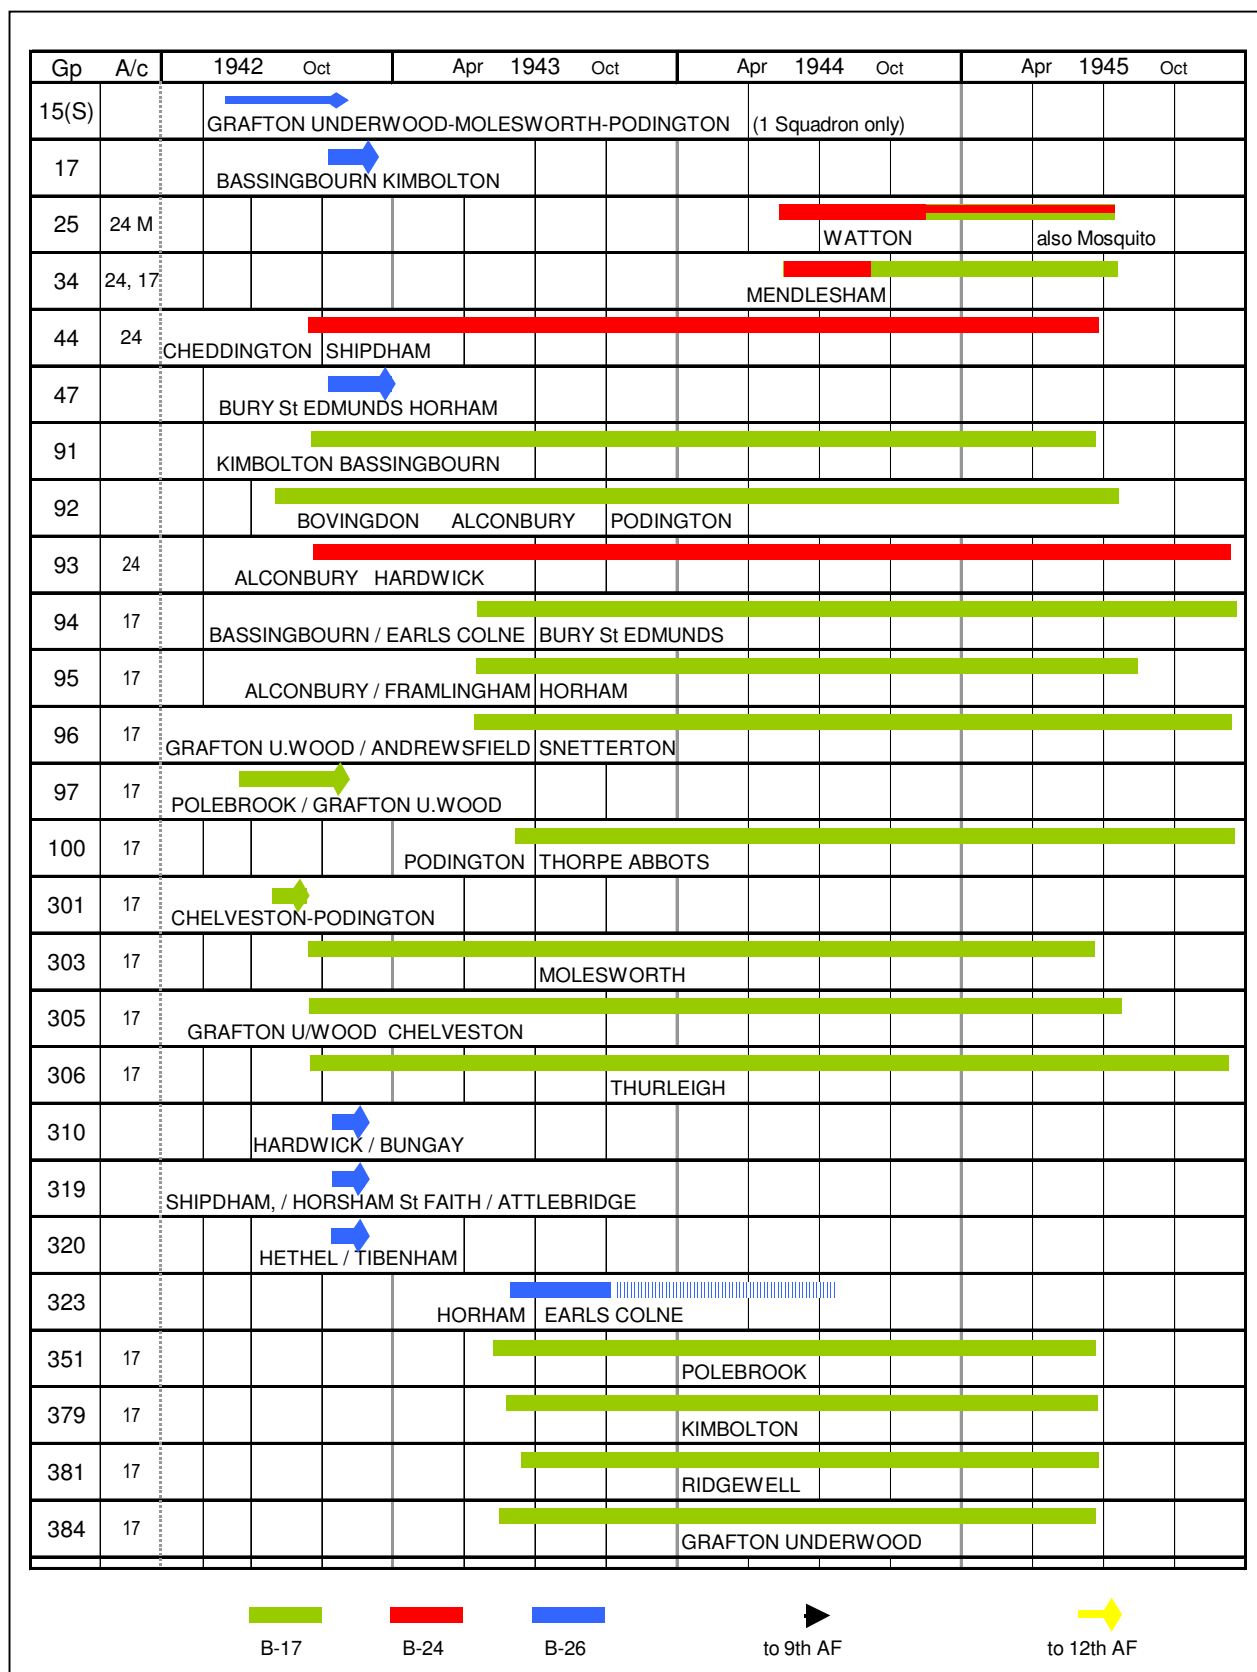 Gp A/c 1942 Oct Apr 1943 Oct Apr 1944 Oct Apr 1945 Oct
15(S)
GRAFTON UNDERWOOD-MOLESWORTH-PODINGTON (1 Squadron only)
17
BASSINGBOURN KIMBOLTON
25 24 M
WATTON also Mosquito
34 24, 17
MENDLESHAM
44 24
CHEDDINGTON SHIPDHAM
47
BURY St EDMUNDS HORHAM
91
KIMBOLTON BASSINGBOURN
92
BOVINGDON ALCONBURY PODINGTON
93 24
ALCONBURY HARDWICK
94 17
BASSINGBOURN / EARLS COLNE BURY St EDMUNDS
95 17
ALCONBURY / FRAMLINGHAM HORHAM
96 17
GRAFTON U.WOOD / ANDREWSFIELD SNETTERTON
97 17
POLEBROOK / GRAFTON U.WOOD
100 17
PODINGTON THORPE ABBOTS
301 17
CHELVESTON-PODINGTON
303 17
MOLESWORTH
305 17
GRAFTON U/WOOD CHELVESTON
306 17
THURLEIGH
310
HARDWICK / BUNGAY
319
SHIPDHAM, / HORSHAM St FAITH / ATTLEBRIDGE
320
HETHEL / TIBENHAM
323
HORHAM EARLS COLNE
351 17
POLEBROOK
379 17
KIMBOLTON
381 17
RIDGEWELL
384 17
GRAFTON UNDERWOOD
B-17 B-24 B-26 to 9th AF to 12th AF